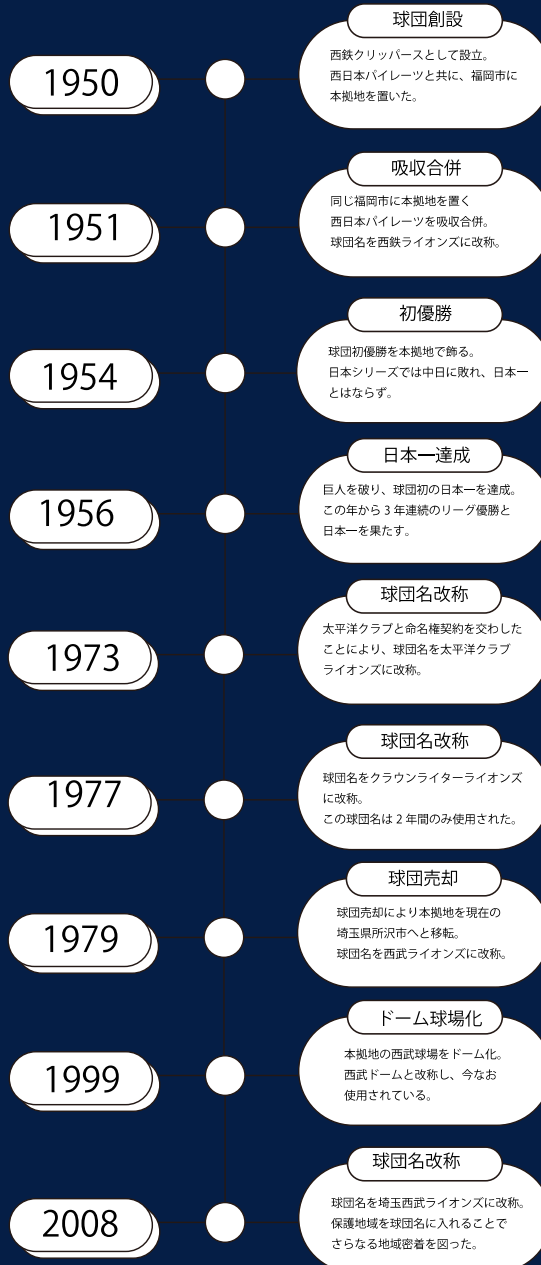 1950
球団創設
西鉄クリッパースとして設立。
西日本パイレーツと共に、福岡市に
本拠地を置いた。
1951
吸収合併
同じ福岡市に本拠地を置く
西日本パイレーツを吸収合併。
球団名を西鉄ライオンズに改称。
1954
初優勝
球団初優勝を本拠地で飾る。
日本シリーズでは中日に敗れ、日本一
とはならず。
1956
日本一達成
巨人を破り、球団初の日本一を達成。
この年から 3 年連続のリーグ優勝と
日本一を果たす。
1973
球団名改称
太平洋クラブと命名権契約を交わした
ことにより、球団名を太平洋クラブ
ライオンズに改称。
1977
球団名改称
球団名をクラウンライターライオンズ
に改称。
この球団名は 2 年間のみ使用された。
1979
球団売却
球団売却により本拠地を現在の
埼玉県所沢市へと移転。
球団名を西武ライオンズに改称。
1999
ドーム球場化
本拠地の西武球場をドーム化。
西武ドームと改称し、今なお
使用されている。
2008
球団名改称
球団名を埼玉西武ライオンズに改称。
保護地域を球団名に入れることで
さらなる地域密着を図った。